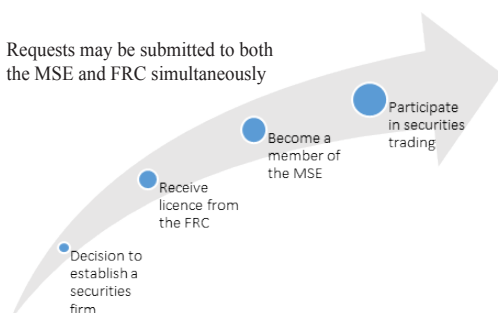 Requests may be submitted to both
the MSE and FRC simultaneously
Participate
in securities
trading
Become a
member of
the MSE
Receive
licence from
the FRC
Decision to
establish a
securities
firm